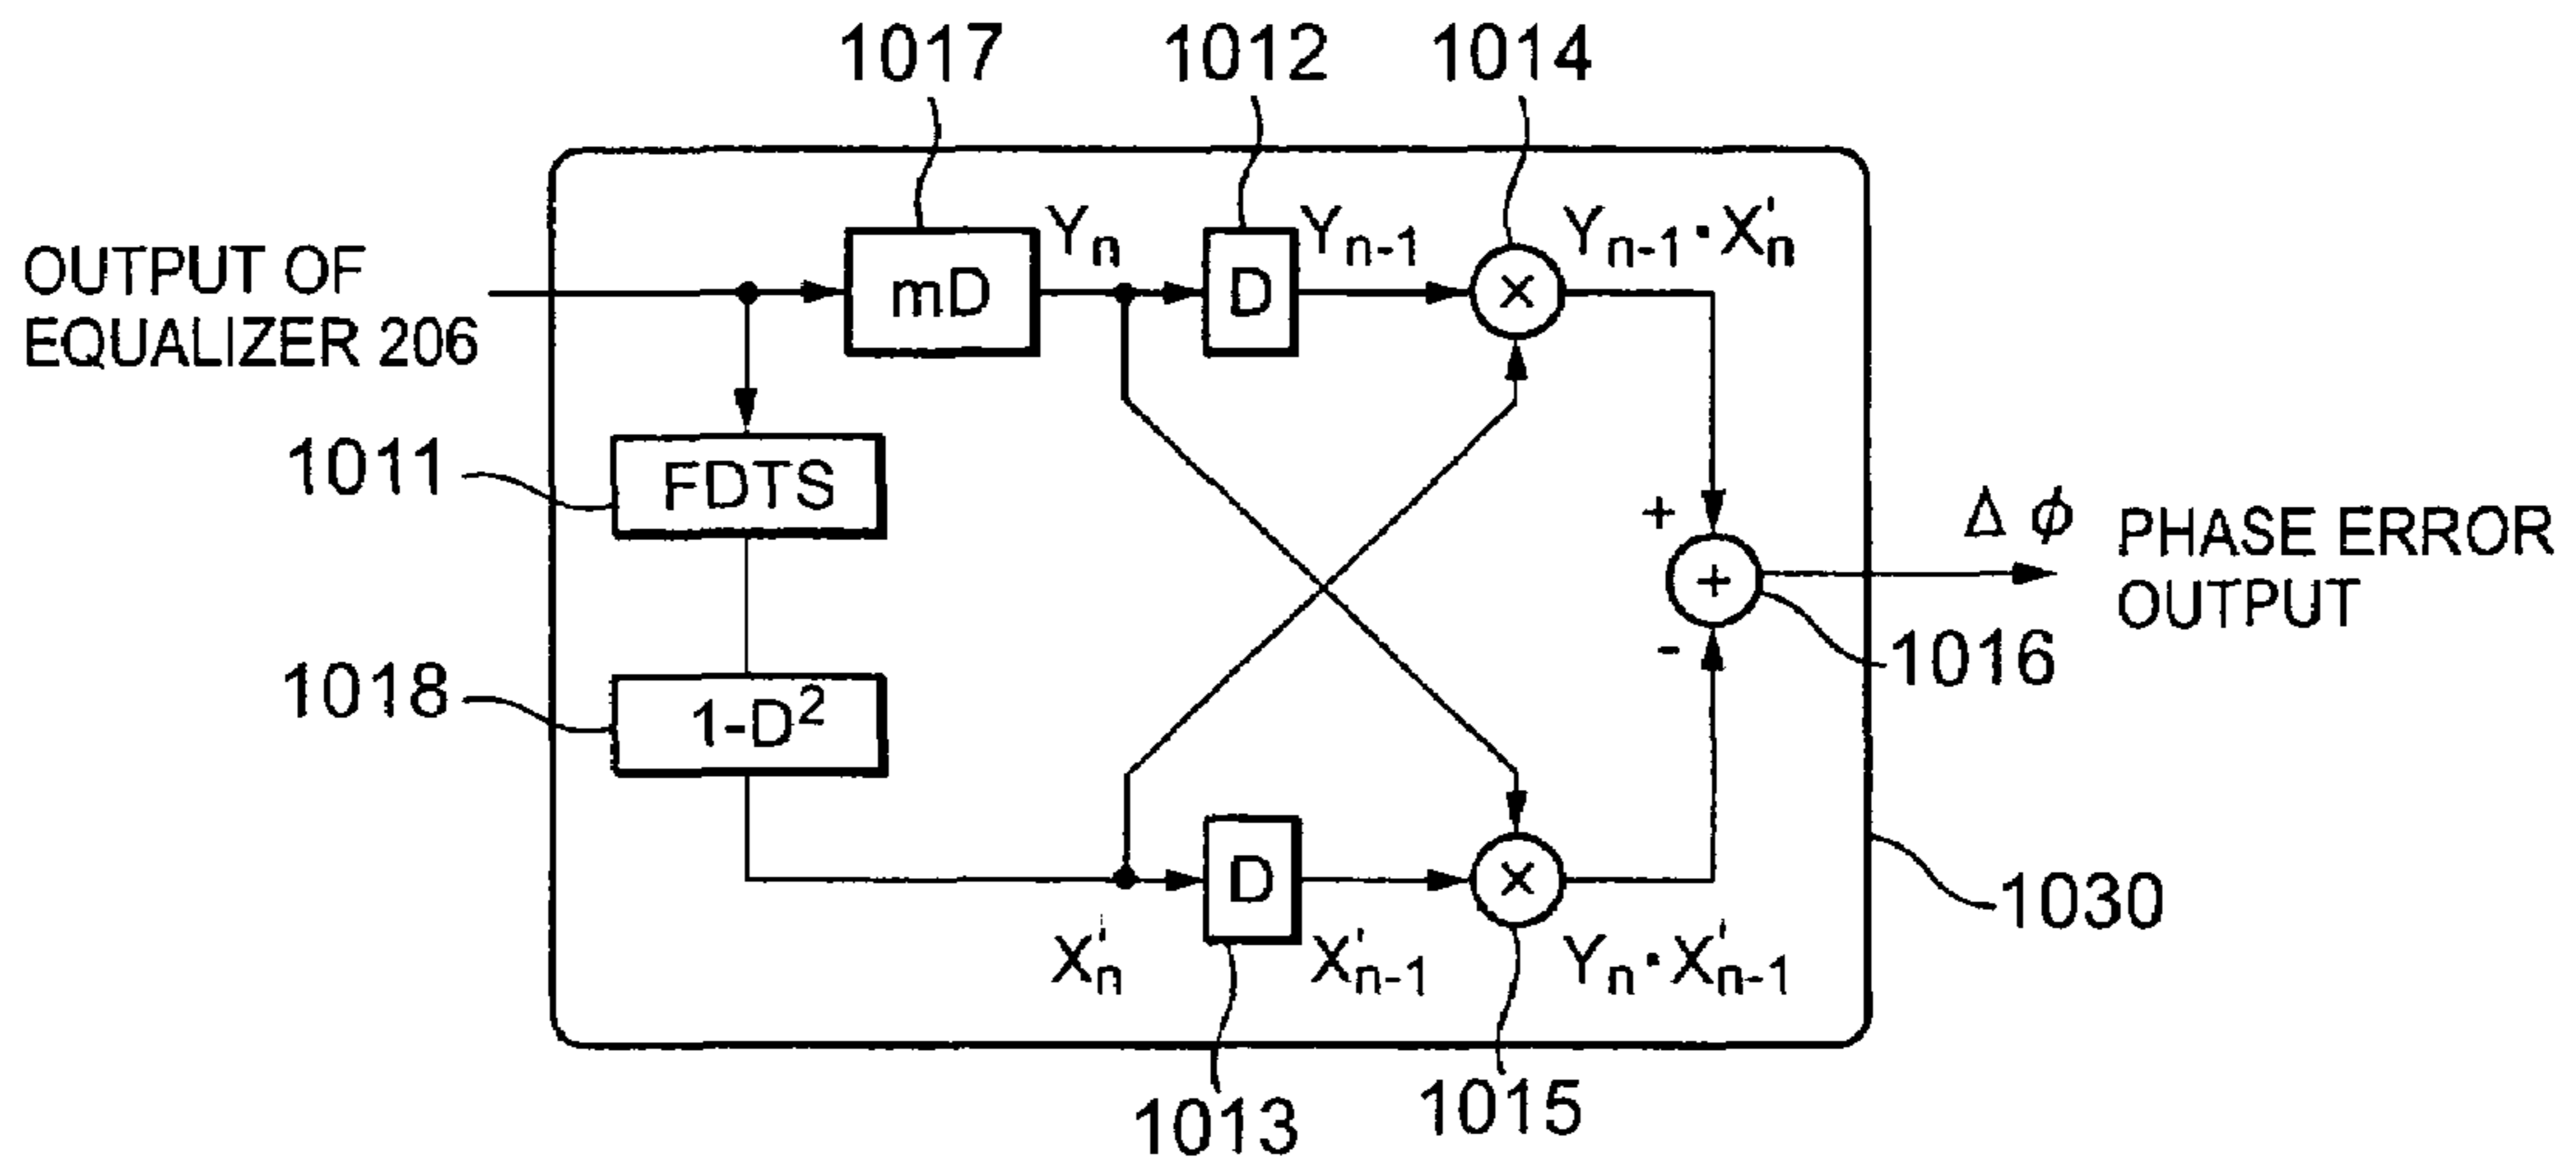 1017 1012 1014
OUTPUT OF
EQUALIZER 206
mD
Yₙ
D
Yₙ₋₁
×
Yₙ₋₁·X'ₙ
1011
FDTS
+
+
Δφ PHASE ERROR
OUTPUT
-
1016
1018
1-D²
X'ₙ
D
X'ₙ₋₁
×
Yₙ·X'ₙ₋₁
1030
1013
1015